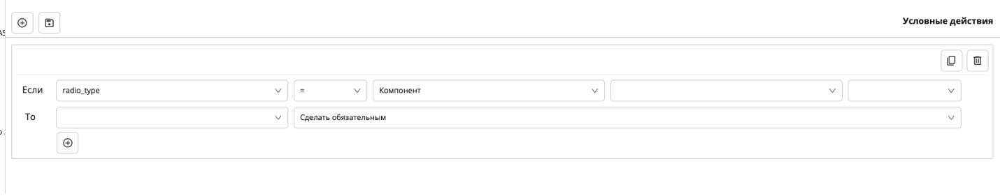 Условные действия
Если radio_type = Компонент
То Сделать обязательным